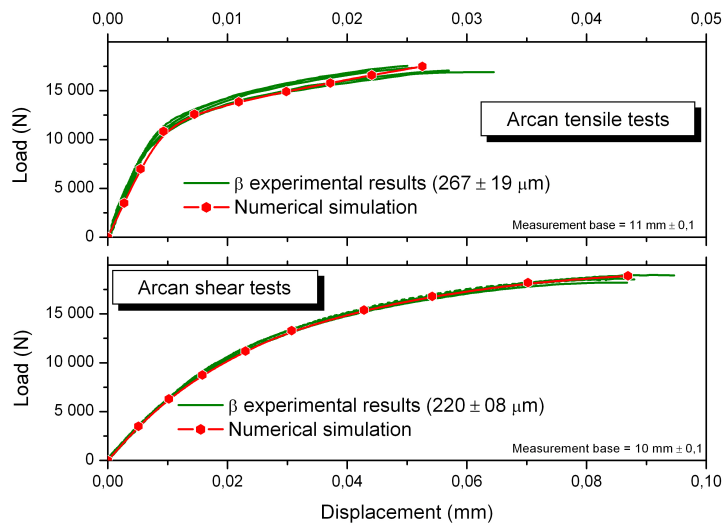 0,00 0,01 0,02 0,03 0,04 0,05
15 000
10 000
5 000
0
Load (N)
Arcan tensile tests
β experimental results (267 ± 19 μm)
Numerical simulation
Measurement base = 11 mm ± 0,1
Arcan shear tests
15 000
10 000
5 000
0
Load (N)
β experimental results (220 ± 08 μm)
Numerical simulation
Measurement base = 10 mm ± 0,1
0,00 0,02 0,04 0,06 0,08 0,10
Displacement (mm)